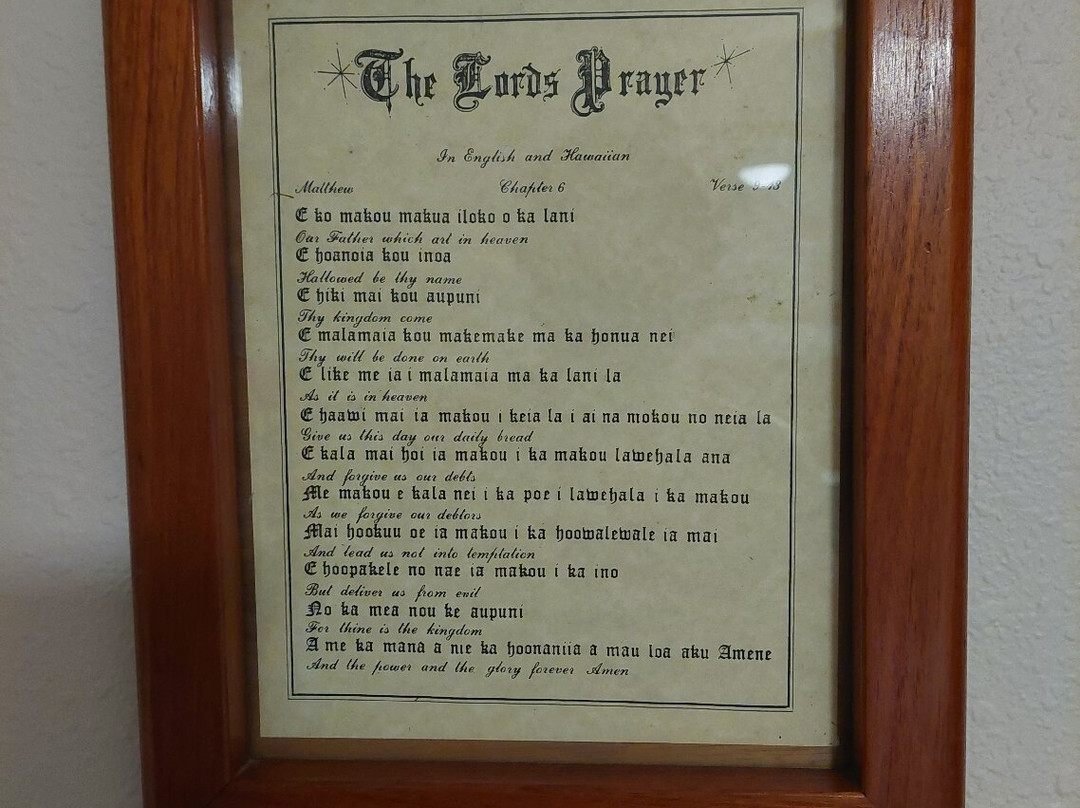 The Lords Prayer
In English and Hawaiian
Matthew Chapter 6 Verse 9-13
E ko makou makua iloko o ka lani
Our Father which art in heaven
E hoanoia kou inoa
Hallowed be thy name
E hiki mai kou aupuni
Thy kingdom come
E malamaia kou makemake ma ka honua nei
Thy will be done on earth
E like me ia i malamaia ma ka lani la
As it is in heaven
E haawi mai ia makou i keia la i ai na mokou no neia la
Give us this day our daily bread
E kala mai hoi ia makou i ka makou lawehala ana
And forgive us our debts
Me makou e kala nei i ka poe i lawehala i ka makou
As we forgive our debtors
Mai hookuu oe ia makou i ka hoowalewale ia mai
And lead us not into temptation
E hoopakele no nae ia makou i ka ino
But deliver us from evil
No ka mea nou ke aupuni
For thine is the kingdom
A me ka mana a me ka hoonaniia a mau loa aku Amene
And the power and the glory forever Amen